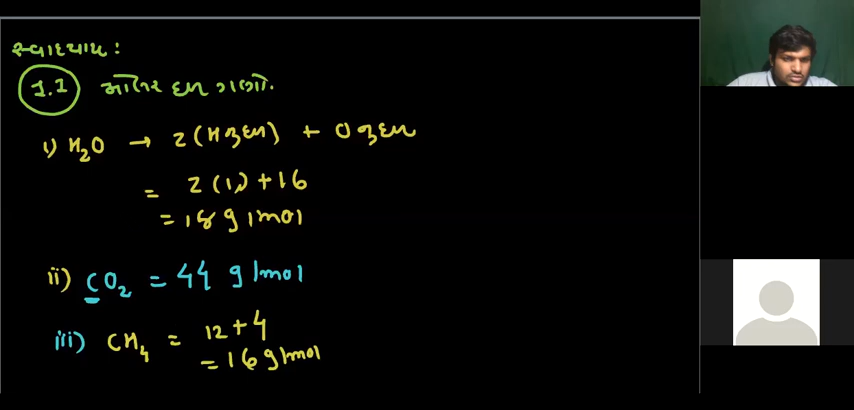 સ્વાધ્યાય :
1.1 મોલર દળ ગણો.
i) H₂O → 2(H નું દળ) + O નું દળ
= 2(1) + 16
= 18 g/mol
ii) CO₂ = 44 g/mol
iii) CH₄ = 12 + 4
= 16 g/mol